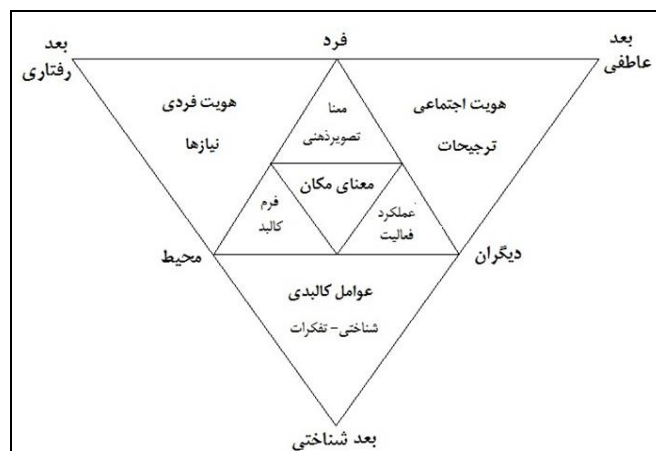 بعد عاطفی
فرد
بعد رفتاری
هویت اجتماعی
ترجیحات
معنا
تصویرذهنی
هویت فردی
نیازها
معنای مکان
عملکرد
فعالیت
فرم
کالبد
دیگران
محیط
عوامل کالبدی
شناختی- تفکرات
بعد شناختی